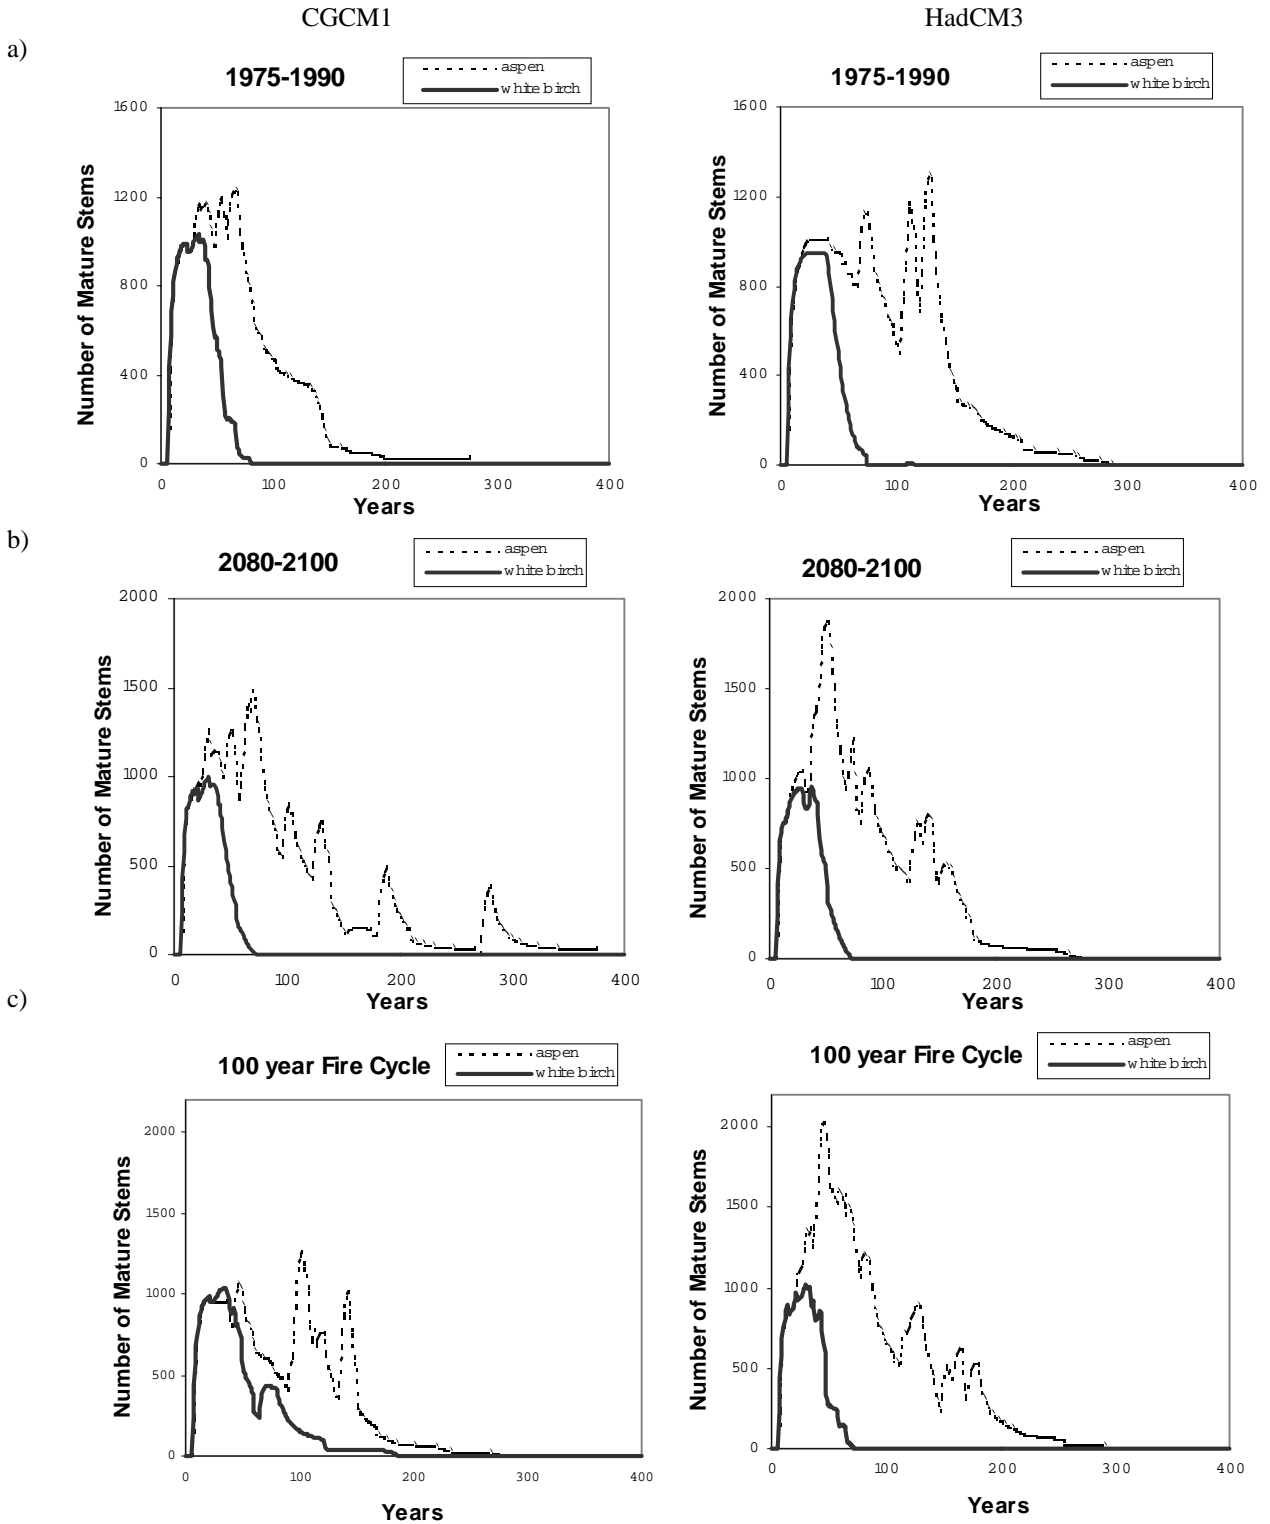 CGCM1
HadCM3
a)
1975-1990
aspen
white birch
1600
1200
800
400
0
Number of Mature Stems
0 100 200 300 400
Years
1975-1990
aspen
white birch
1600
1200
800
400
0
Number of Mature Stems
0 100 200 300 400
Years
b)
2080-2100
aspen
white birch
2000
1500
1000
500
0
Number of Mature Stems
0 100 200 300 400
Years
2080-2100
aspen
white birch
2000
1500
1000
500
0
Number of Mature Stems
0 100 200 300 400
Years
c)
100 year Fire Cycle
aspen
white birch
2000
1500
1000
500
0
Number of Mature Stems
0 100 200 300 400
Years
100 year Fire Cycle
aspen
white birch
2000
1500
1000
500
0
Number of Mature Stems
0 100 200 300 400
Years